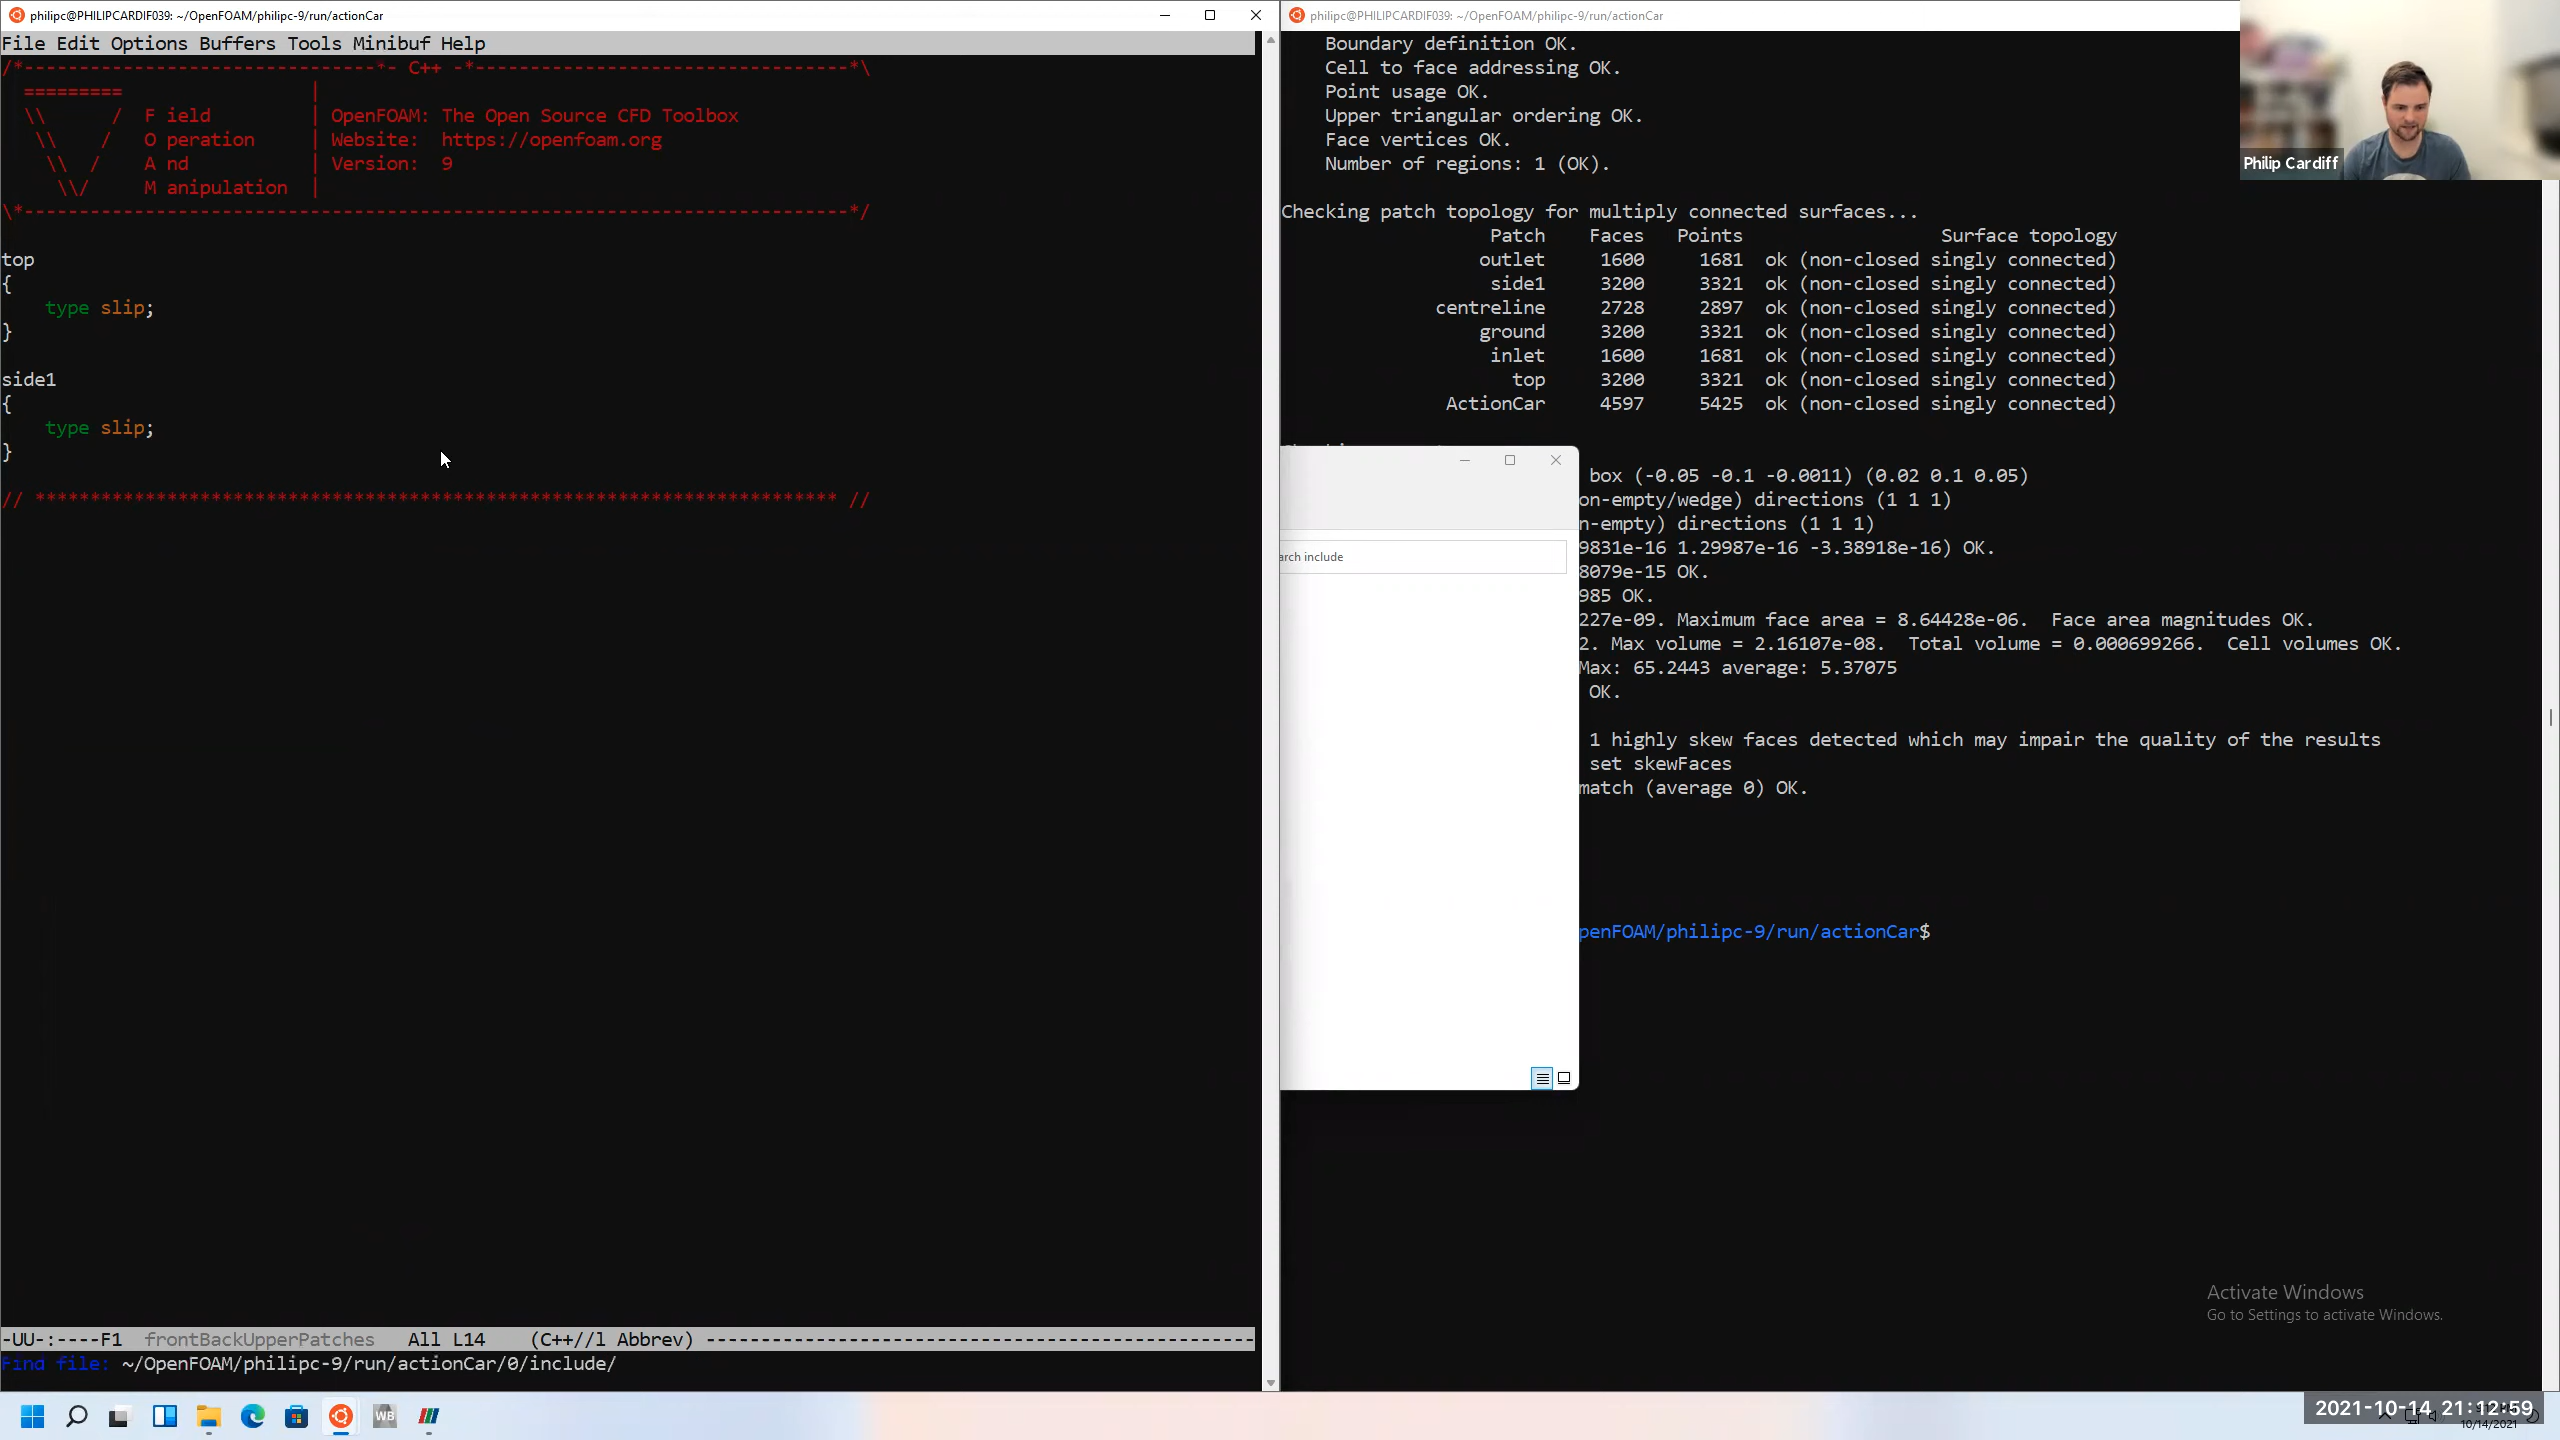 philipc@PHILIPCARDIF039: ~/OpenFOAM/philipc-9/run/actionCar
File Edit Options Buffers Tools Minibuf Help
/*--------------------------------*- C++ -*----------------------------------*\
  =========                 |
  \\      /  F ield         | OpenFOAM: The Open Source CFD Toolbox
   \\    /   O peration     | Website:  https://openfoam.org
    \\  /    A nd           | Version:  9
     \\/     M anipulation  |
\*---------------------------------------------------------------------------*/
top
{
    type slip;
}
side1
{
    type slip;
}
// ************************************************************************* //
-UU-:----F1  frontBackUpperPatches   All L14    (C++//l Abbrev) --------------------------------------------------
Find file: ~/OpenFOAM/philipc-9/run/actionCar/0/include/
philipc@PHILIPCARDIF039: ~/OpenFOAM/philipc-9/run/actionCar
Boundary definition OK.
Cell to face addressing OK.
Point usage OK.
Upper triangular ordering OK.
Face vertices OK.
Number of regions: 1 (OK).
Checking patch topology for multiply connected surfaces...
Patch    Faces   Points                  Surface topology
outlet    1600     1681  ok (non-closed singly connected)
side1    3200     3321  ok (non-closed singly connected)
centreline    2728     2897  ok (non-closed singly connected)
ground    3200     3321  ok (non-closed singly connected)
inlet    1600     1681  ok (non-closed singly connected)
top    3200     3321  ok (non-closed singly connected)
ActionCar    4597     5425  ok (non-closed singly connected)
box (-0.05 -0.1 -0.0011) (0.02 0.1 0.05)
on-empty/wedge) directions (1 1 1)
n-empty) directions (1 1 1)
9831e-16 1.29987e-16 -3.38918e-16) OK.
8079e-15 OK.
985 OK.
227e-09. Maximum face area = 8.64428e-06.  Face area magnitudes OK.
2. Max volume = 2.16107e-08.  Total volume = 0.000699266.  Cell volumes OK.
Max: 65.2443 average: 5.37075
OK.
1 highly skew faces detected which may impair the quality of the results
set skewFaces
match (average 0) OK.
penFOAM/philipc-9/run/actionCar$
arch include
Philip Cardiff
Activate Windows
Go to Settings to activate Windows.
WB
2021-10-14 21:12:59
10/14/2021